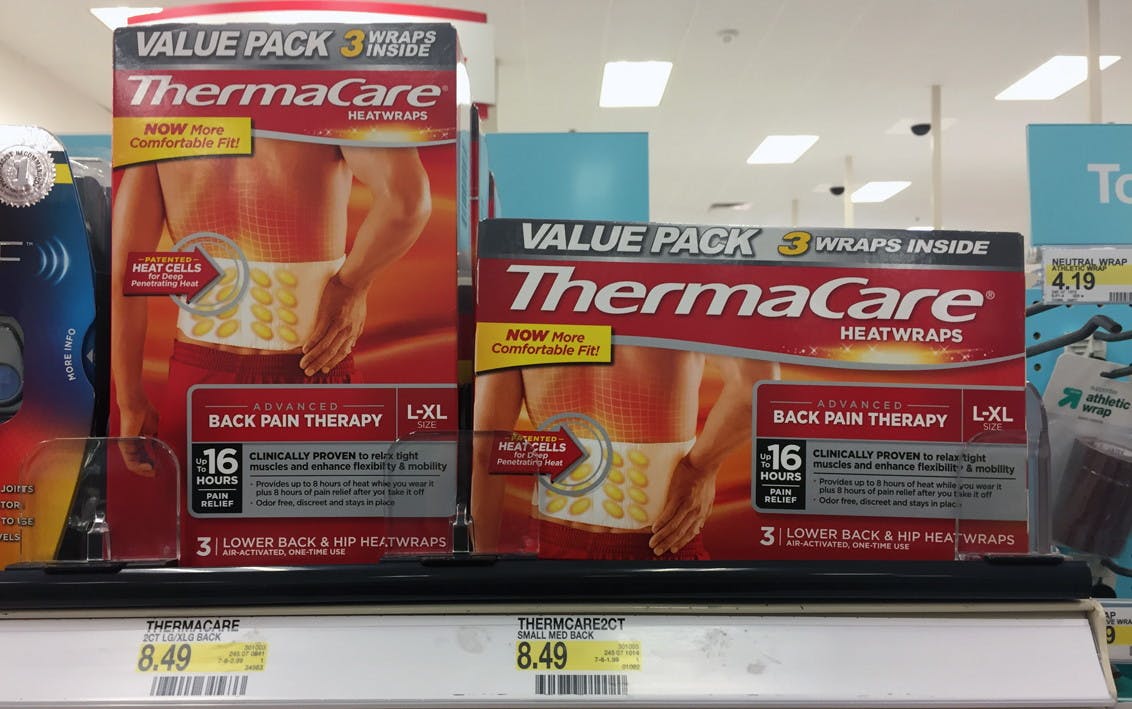 VALUE PACK 3 WRAPS INSIDE
ThermaCare®
HEATWRAPS
NOW More
Comfortable Fit!
PATENTED
HEAT CELLS
for Deep
Penetrating Heat
ADVANCED
BACK PAIN THERAPY
L-XL
SIZE
Up To 16
HOURS
PAIN
RELIEF
CLINICALLY PROVEN to relax tight
muscles and enhance flexibility & mobility
· Provides up to 8 hours of heat while you wear it
plus 8 hours of pain relief after you take it off
· Odor free, discreet and stays in place
3 LOWER BACK & HIP HEATWRAPS
AIR-ACTIVATED, ONE-TIME USE
VALUE PACK 3 WRAPS INSIDE
ThermaCare®
HEATWRAPS
NOW More
Comfortable Fit!
PATENTED
HEAT CELLS
for Deep
Penetrating Heat
ADVANCED
BACK PAIN THERAPY
L-XL
SIZE
Up To 16
HOURS
PAIN
RELIEF
CLINICALLY PROVEN to relax tight
muscles and enhance flexibility & mobility
· Provides up to 8 hours of heat while you wear it
plus 8 hours of pain relief after you take it off
· Odor free, discreet and stays in place
3 LOWER BACK & HIP HEATWRAPS
AIR-ACTIVATED, ONE-TIME USE
MORE INFO
JOINTS
To
NEUTRAL WRAP
ATHLETIC WRAP
4.19
athletic
wrap
THERMACARE
2CT LG/XLG BACK
8.49
THERMCARE2CT
SMALL MED BACK
8.49